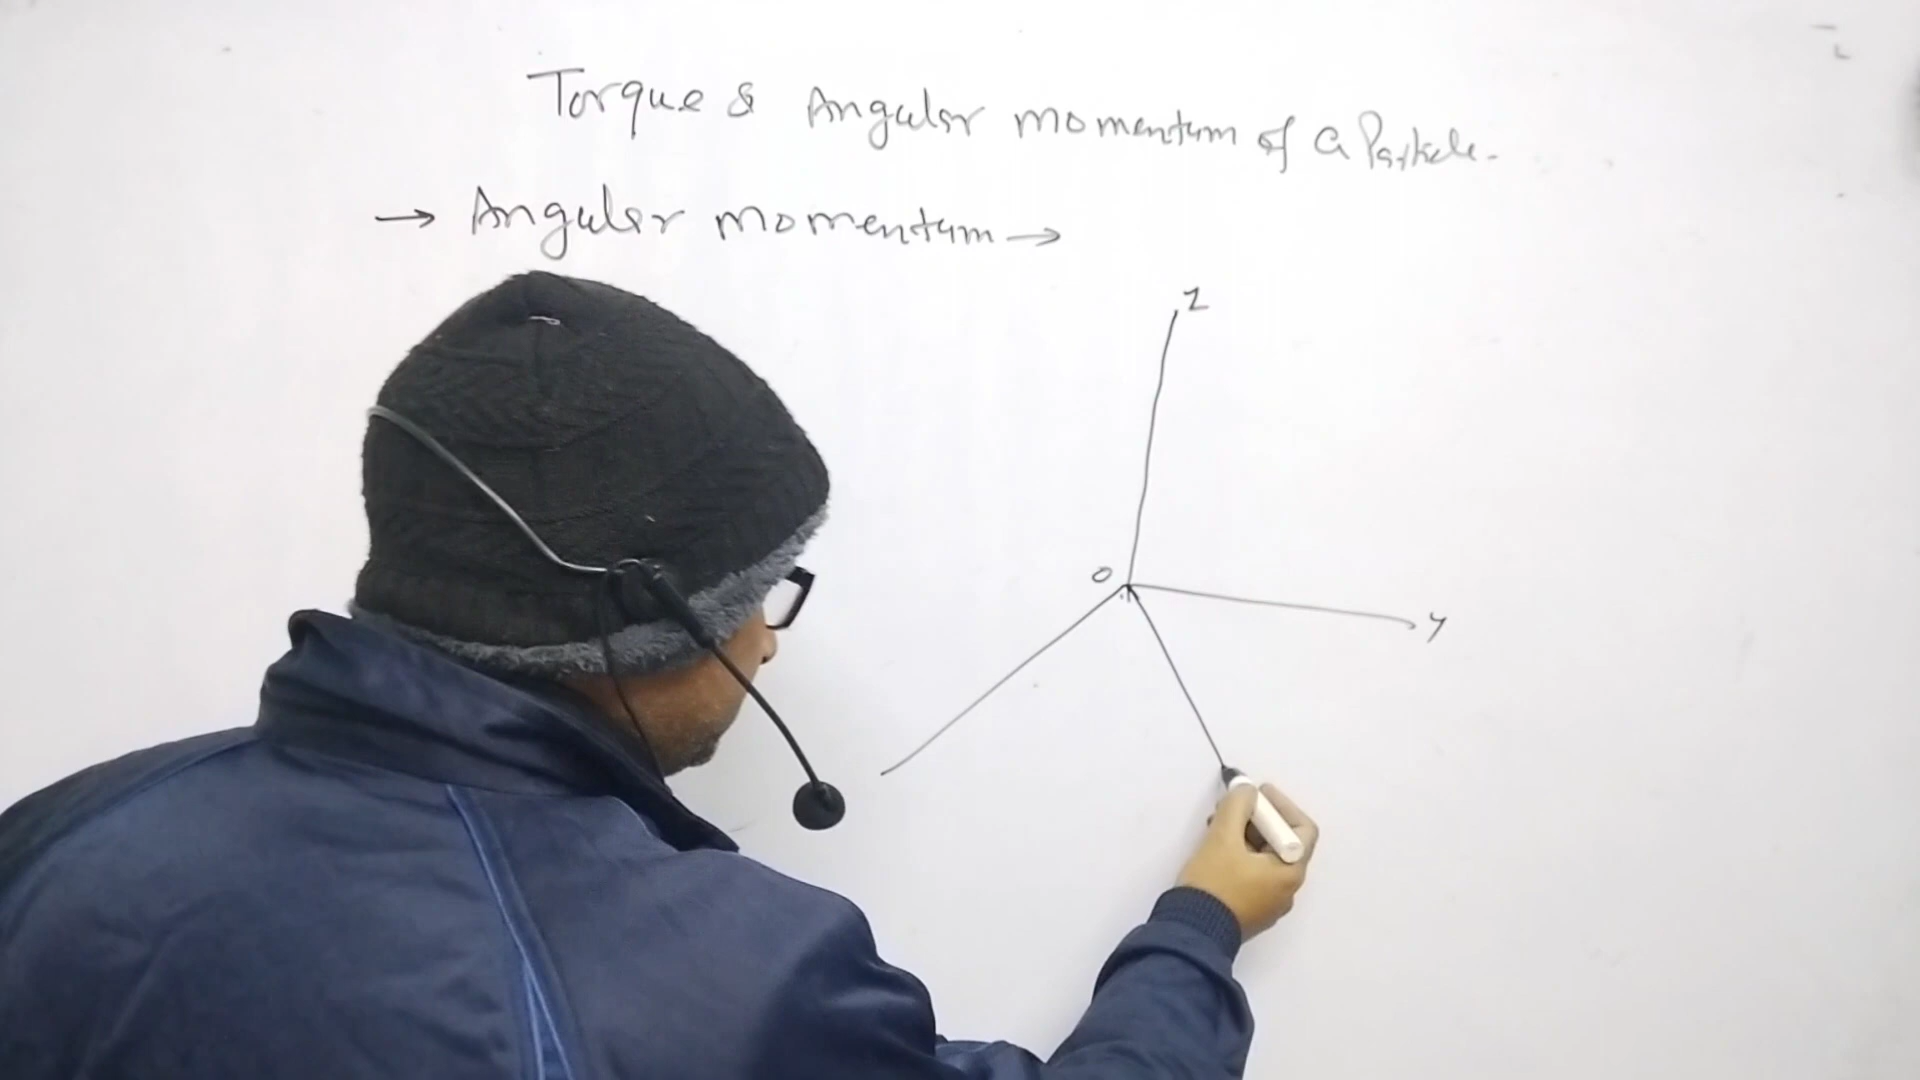 Torque & Angular momentum of a Particle.
→ Angular momentum →
Z
O
Y